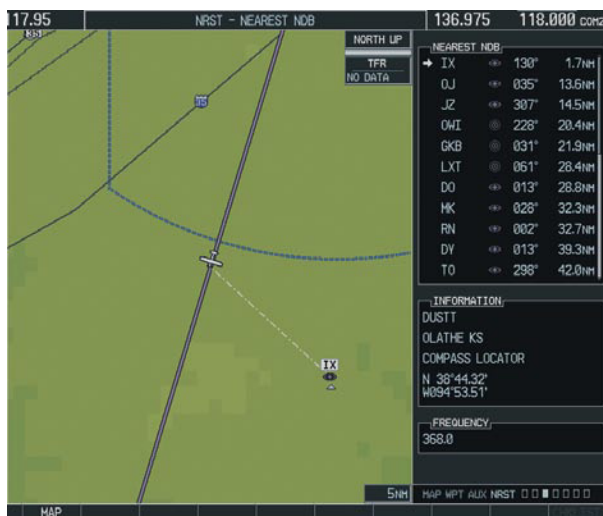 117.95 NRST - NEAREST NDB 136.975 118.000 COM2
35
NORTH UP
TFR
NO DATA
35
IX
5NM
NEAREST NDB
IX 130° 1.7NM
OJ 035° 13.6NM
JZ 307° 14.5NM
OWI 228° 20.4NM
GKB 031° 21.9NM
LXT 061° 28.4NM
DO 013° 28.8NM
MK 028° 32.3NM
RN 002° 32.7NM
DY 013° 39.3NM
TO 298° 42.0NM
INFORMATION
DUSTT
OLATHE KS
COMPASS LOCATOR
N 38°44.32'
W094°53.51'
FREQUENCY
368.0
MAP WPT AUX NRST
MAP